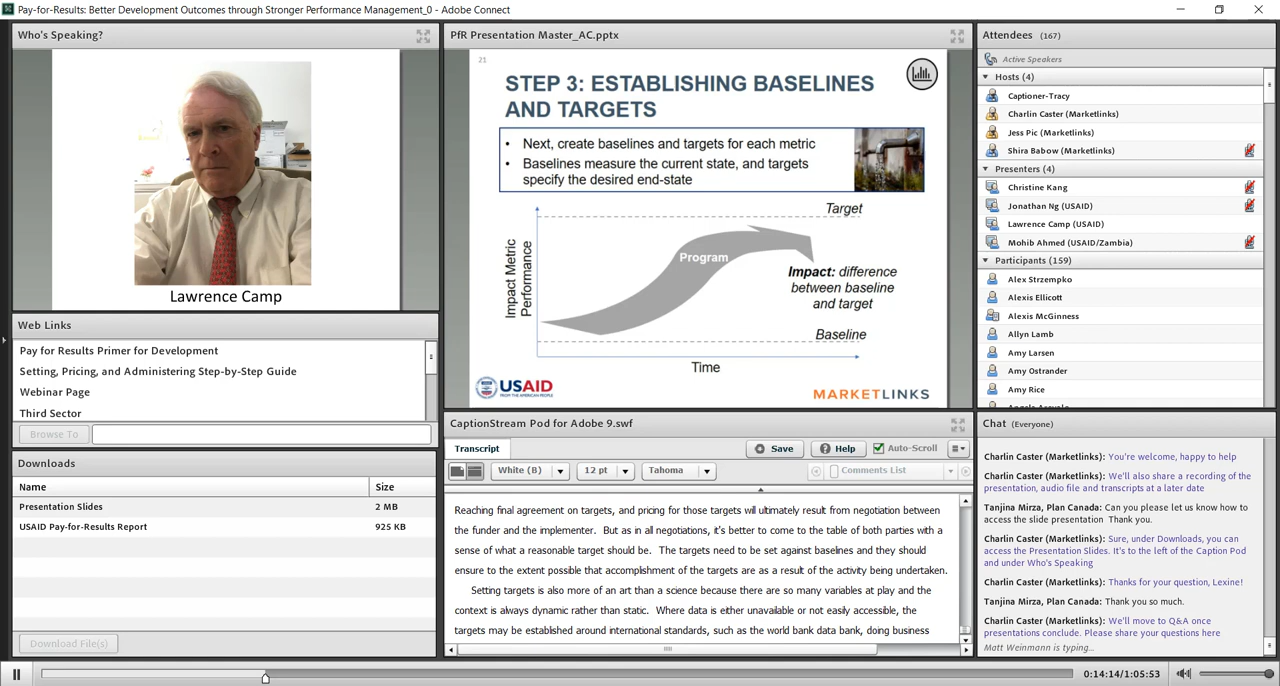 Pay-for-Results: Better Development Outcomes through Stronger Performance Management_0 - Adobe Connect
Who's Speaking?
Lawrence Camp
Web Links
Pay for Results Primer for Development
Setting, Pricing, and Administering Step-by-Step Guide
Webinar Page
Third Sector
Browse To
Downloads
Name Size
Presentation Slides 2 MB
USAID Pay-for-Results Report 925 KB
Download File(s)
PfR Presentation Master_AC.pptx
21
STEP 3: ESTABLISHING BASELINES
AND TARGETS
• Next, create baselines and targets for each metric
• Baselines measure the current state, and targets
specify the desired end-state
Target
Impact Metric
Performance
Program
Impact: difference
between baseline
and target
Baseline
Time
USAID
FROM THE AMERICAN PEOPLE
MARKETLINKS
CaptionStream Pod for Adobe 9.swf
Transcript
Save
Help
Auto-Scroll
White (B)
12 pt
Tahoma
Comments List
Reaching final agreement on targets, and pricing for those targets will ultimately result from negotiation between
the funder and the implementer. But as in all negotiations, it's better to come to the table of both parties with a
sense of what a reasonable target should be. The targets need to be set against baselines and they should
ensure to the extent possible that accomplishment of the targets are as a result of the activity being undertaken.
Setting targets is also more of an art than a science because there are so many variables at play and the
context is always dynamic rather than static. Where data is either unavailable or not easily accessible, the
targets may be established around international standards, such as the world bank data bank, doing business
Attendees (167)
Active Speakers
Hosts (4)
Captioner-Tracy
Charlin Caster (Marketlinks)
Jess Pic (Marketlinks)
Shira Babow (Marketlinks)
Presenters (4)
Christine Kang
Jonathan Ng (USAID)
Lawrence Camp (USAID)
Mohib Ahmed (USAID/Zambia)
Participants (159)
Alex Strzempko
Alexis Ellicott
Alexis McGinness
Allyn Lamb
Amy Larsen
Amy Ostrander
Amy Rice
Chat (Everyone)
Charlin Caster (Marketlinks): You're welcome, happy to help
Charlin Caster (Marketlinks): We'll also share a recording of the
presentation, audio file and transcripts at a later date
Tanjina Mirza, Plan Canada: Can you please let us know how to
access the slide presentation Thank you.
Charlin Caster (Marketlinks): Sure, under Downloads, you can
access the Presentation Slides. It's to the left of the Caption Pod
and under Who's Speaking
Charlin Caster (Marketlinks): Thanks for your question, Lexine!
Tanjina Mirza, Plan Canada: Thank you so much.
Charlin Caster (Marketlinks): We'll move to Q&A once
presentations conclude. Please share your questions here
Matt Weinmann is typing...
0:14:14/1:05:53